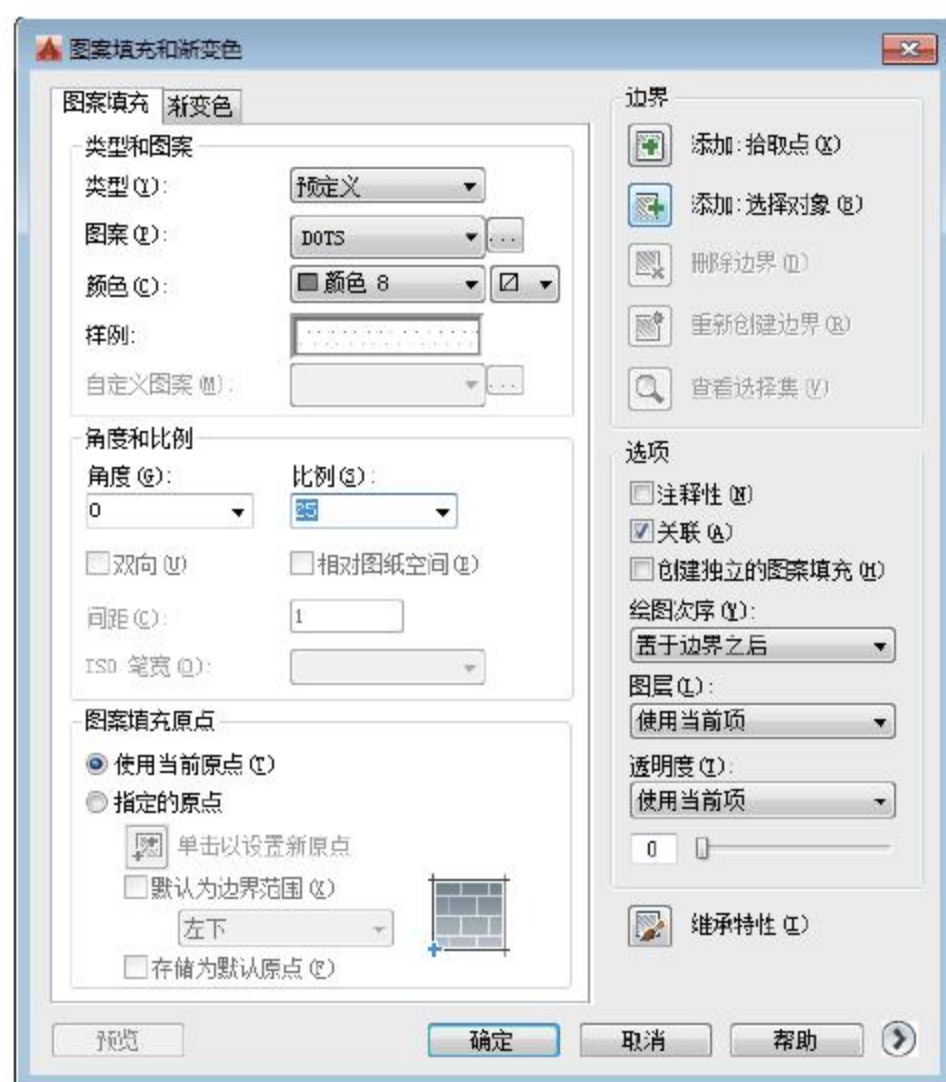 图案填充和渐变色
图案填充 渐变色
类型和图案
类型(Y): 预定义
图案(P): DOTS ...
颜色(C): 颜色 8
样例:
自定义图案(M): ...
角度和比例
角度(G): 比例(S):
0 25
双向(U) 相对图纸空间(E)
间距(C): 1
ISO 笔宽(O):
图案填充原点
使用当前原点(T)
指定的原点
单击以设置新原点
默认为边界范围(X)
左下
存储为默认原点(F)
边界
添加:拾取点(K)
添加:选择对象(B)
删除边界(D)
重新创建边界(R)
查看选择集(V)
选项
注释性(N)
关联(A)
创建独立的图案填充(H)
绘图次序(W):
置于边界之后
图层(L):
使用当前项
透明度(T):
使用当前项
0
继承特性(I)
预览 确定 取消 帮助